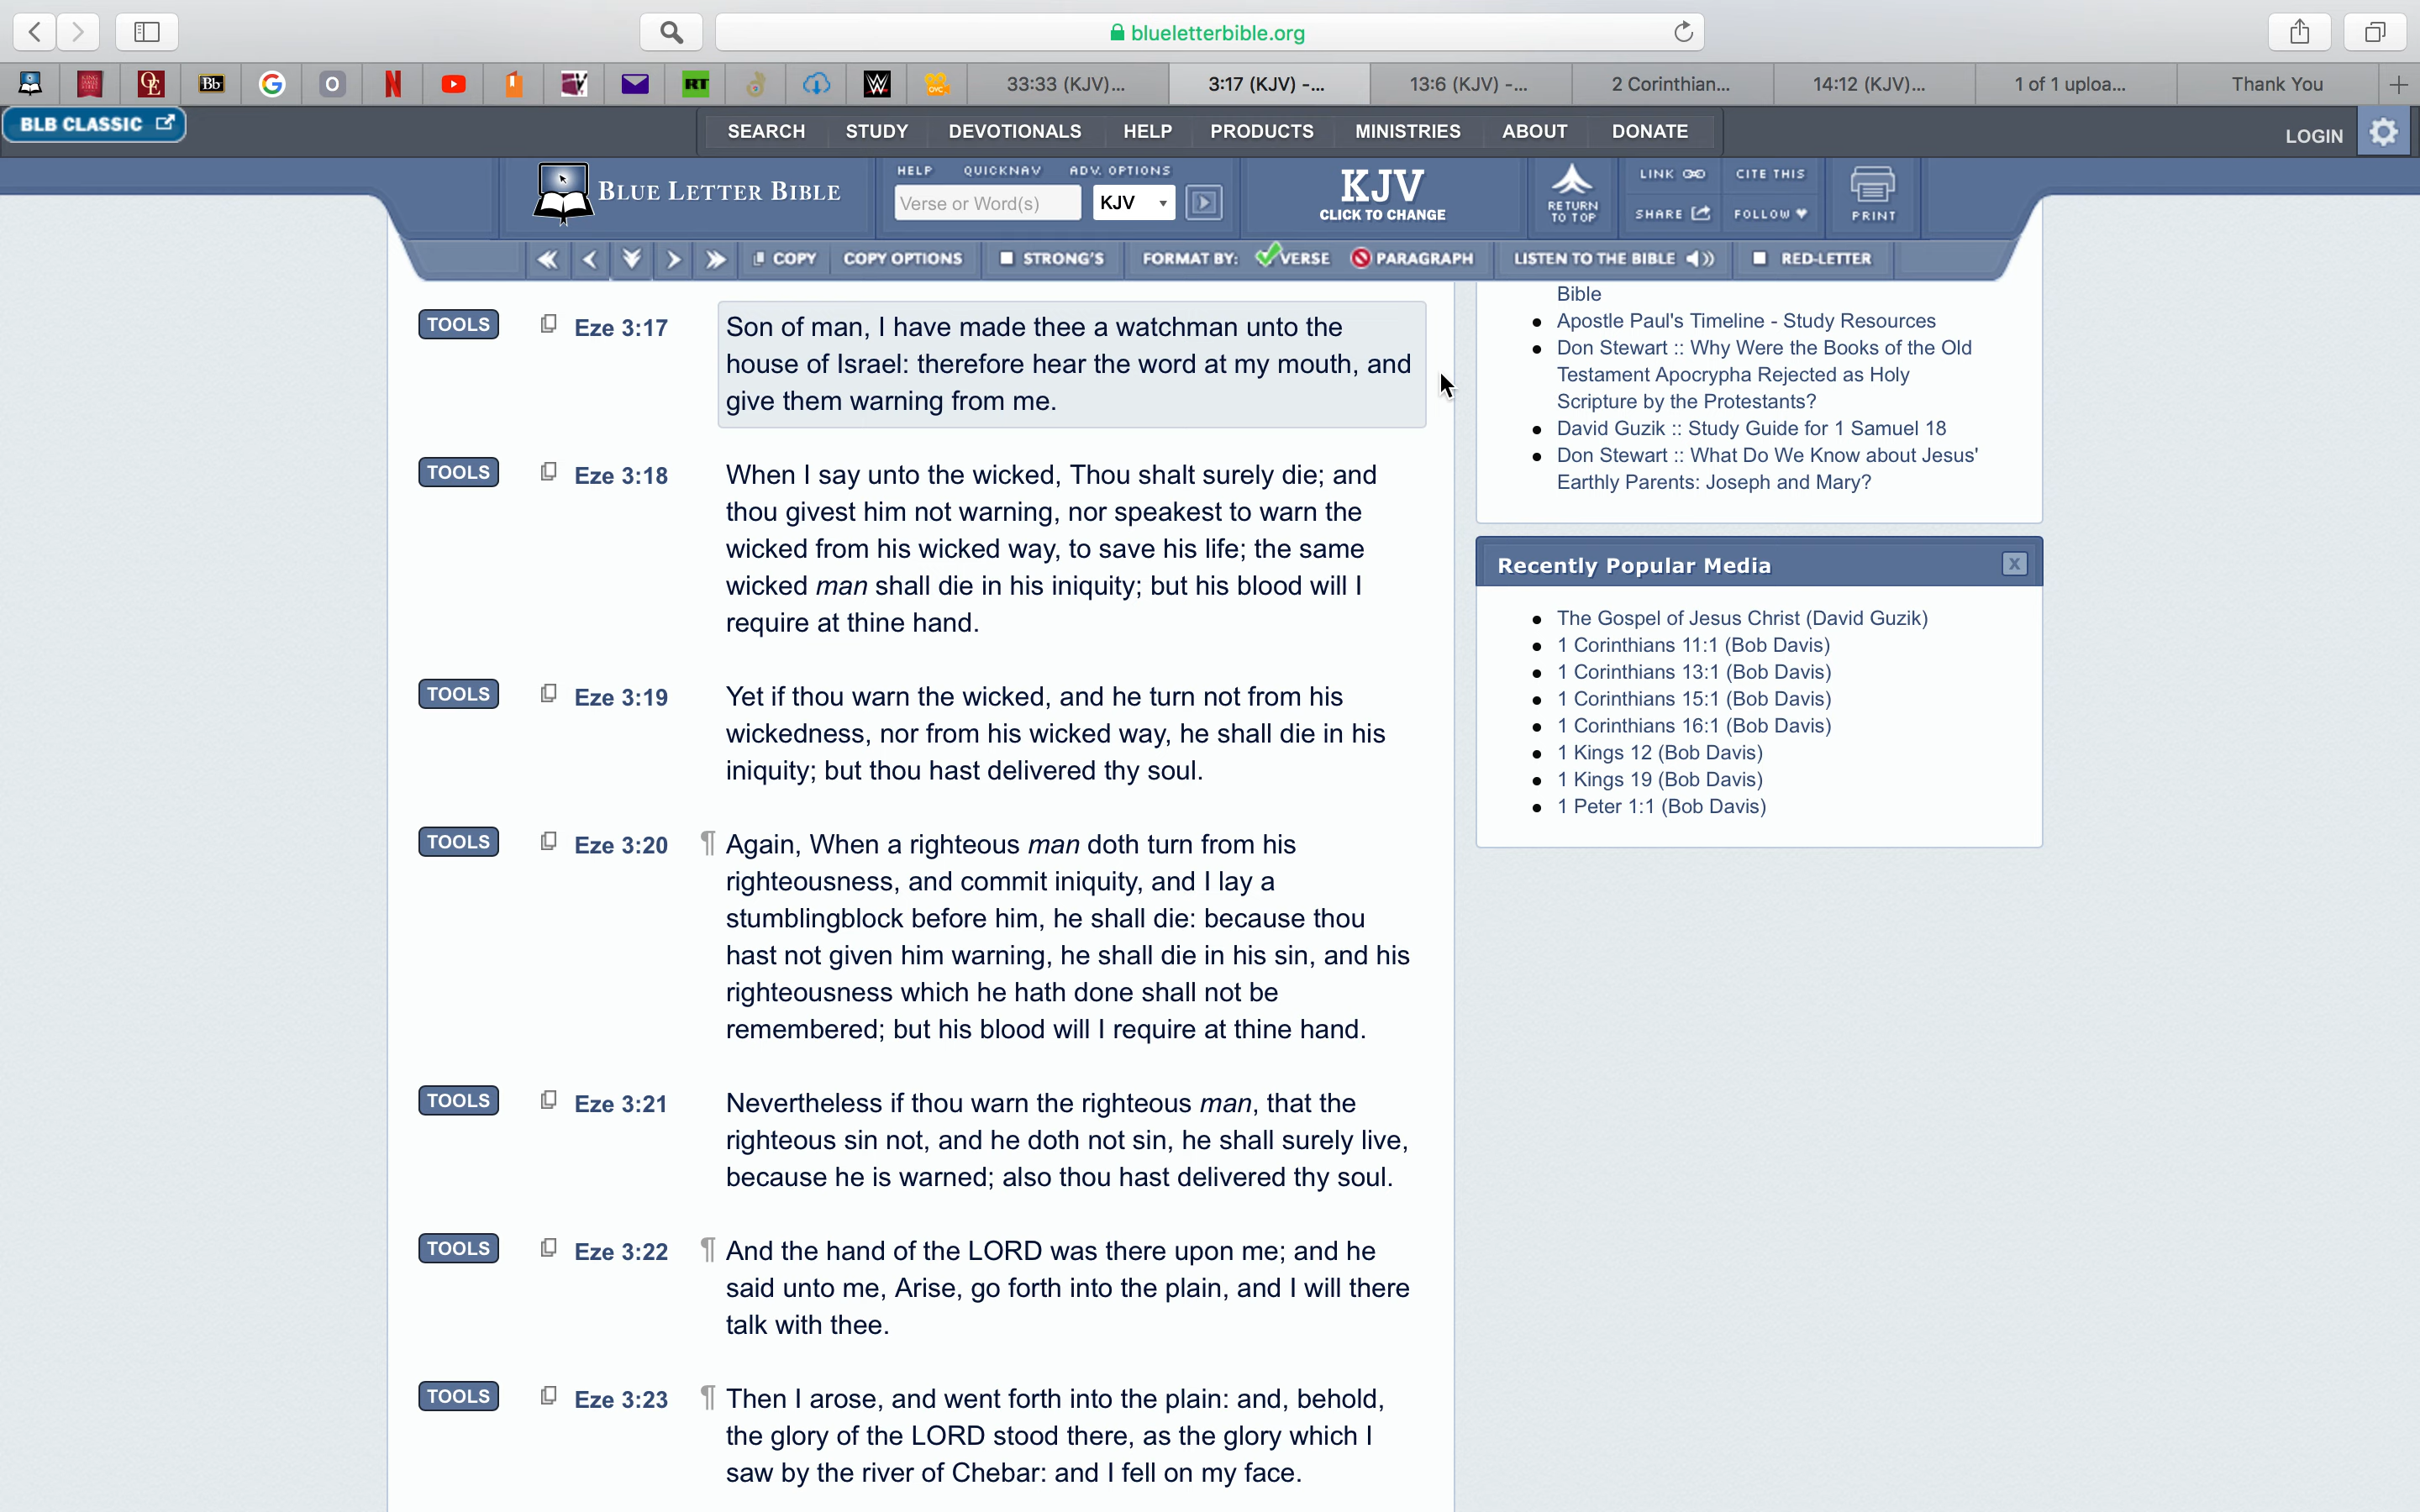 blueletterbible.org
KING JAMES BIBLE
OE
Bb
G
O
N
V
RT
W
OYC
33:33 (KJV)...
3:17 (KJV) -...
13:6 (KJV) -...
2 Corinthian...
14:12 (KJV)...
1 of 1 uploa...
Thank You
BLB CLASSIC
SEARCH
STUDY
DEVOTIONALS
HELP
PRODUCTS
MINISTRIES
ABOUT
DONATE
LOGIN
BLUE LETTER BIBLE
HELP
QUICKNAV
ADV. OPTIONS
Verse or Word(s)
KJV
KJV
CLICK TO CHANGE
RETURN
TO TOP
LINK
CITE THIS
SHARE
FOLLOW
PRINT
COPY
COPY OPTIONS
STRONG'S
FORMAT BY:
VERSE
PARAGRAPH
LISTEN TO THE BIBLE
RED-LETTER
TOOLS
Eze 3:17
Son of man, I have made thee a watchman unto the
house of Israel: therefore hear the word at my mouth, and
give them warning from me.
TOOLS
Eze 3:18
When I say unto the wicked, Thou shalt surely die; and
thou givest him not warning, nor speakest to warn the
wicked from his wicked way, to save his life; the same
wicked man shall die in his iniquity; but his blood will I
require at thine hand.
TOOLS
Eze 3:19
Yet if thou warn the wicked, and he turn not from his
wickedness, nor from his wicked way, he shall die in his
iniquity; but thou hast delivered thy soul.
TOOLS
Eze 3:20
¶ Again, When a righteous man doth turn from his
righteousness, and commit iniquity, and I lay a
stumblingblock before him, he shall die: because thou
hast not given him warning, he shall die in his sin, and his
righteousness which he hath done shall not be
remembered; but his blood will I require at thine hand.
TOOLS
Eze 3:21
Nevertheless if thou warn the righteous man, that the
righteous sin not, and he doth not sin, he shall surely live,
because he is warned; also thou hast delivered thy soul.
TOOLS
Eze 3:22
¶ And the hand of the LORD was there upon me; and he
said unto me, Arise, go forth into the plain, and I will there
talk with thee.
TOOLS
Eze 3:23
¶ Then I arose, and went forth into the plain: and, behold,
the glory of the LORD stood there, as the glory which I
saw by the river of Chebar: and I fell on my face.
Bible
Apostle Paul's Timeline - Study Resources
Don Stewart :: Why Were the Books of the Old
Testament Apocrypha Rejected as Holy
Scripture by the Protestants?
David Guzik :: Study Guide for 1 Samuel 18
Don Stewart :: What Do We Know about Jesus'
Earthly Parents: Joseph and Mary?
Recently Popular Media
X
The Gospel of Jesus Christ (David Guzik)
1 Corinthians 11:1 (Bob Davis)
1 Corinthians 13:1 (Bob Davis)
1 Corinthians 15:1 (Bob Davis)
1 Corinthians 16:1 (Bob Davis)
1 Kings 12 (Bob Davis)
1 Kings 19 (Bob Davis)
1 Peter 1:1 (Bob Davis)